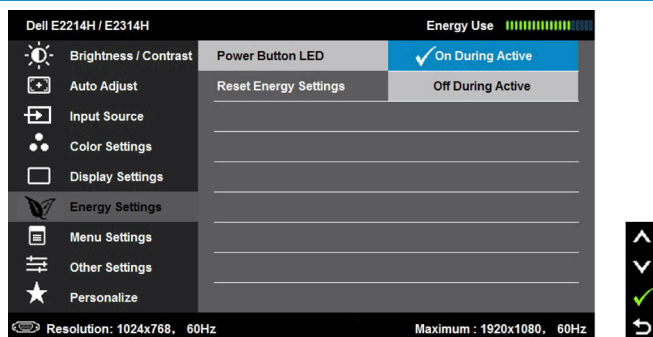 Dell E2214H / E2314H Energy Use
Brightness / Contrast Power Button LED On During Active
Auto Adjust Reset Energy Settings Off During Active
Input Source
Color Settings
Display Settings
Energy Settings
Menu Settings
Other Settings
Personalize
Resolution: 1024x768, 60Hz Maximum : 1920x1080, 60Hz